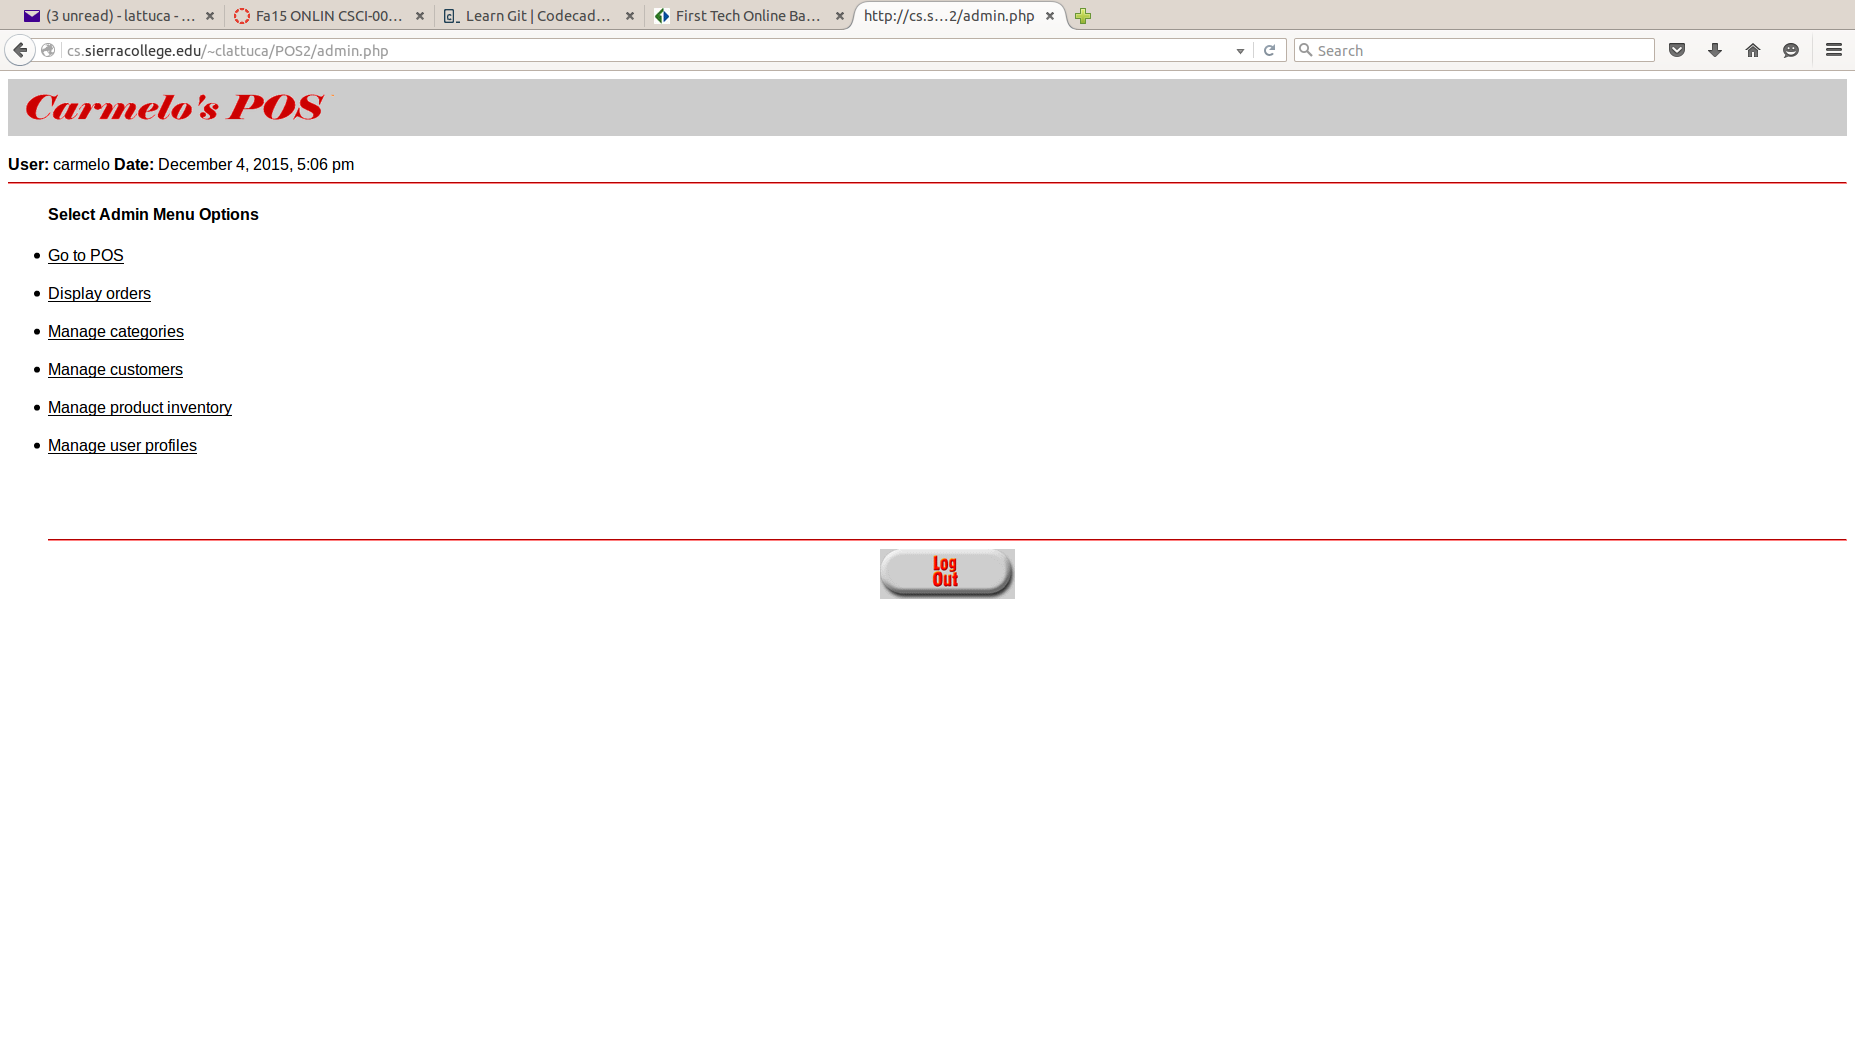 (3 unread) - lattuca - ...
Fa15 ONLIN CSCI-00...
Learn Git | Codecad...
First Tech Online Ba...
http://cs.s...2/admin.php
cs.sierracollege.edu/~clattuca/POS2/admin.php
Search
Carmelo's POS
User: carmelo Date: December 4, 2015, 5:06 pm
Select Admin Menu Options
Go to POS
Display orders
Manage categories
Manage customers
Manage product inventory
Manage user profiles
Log
Out